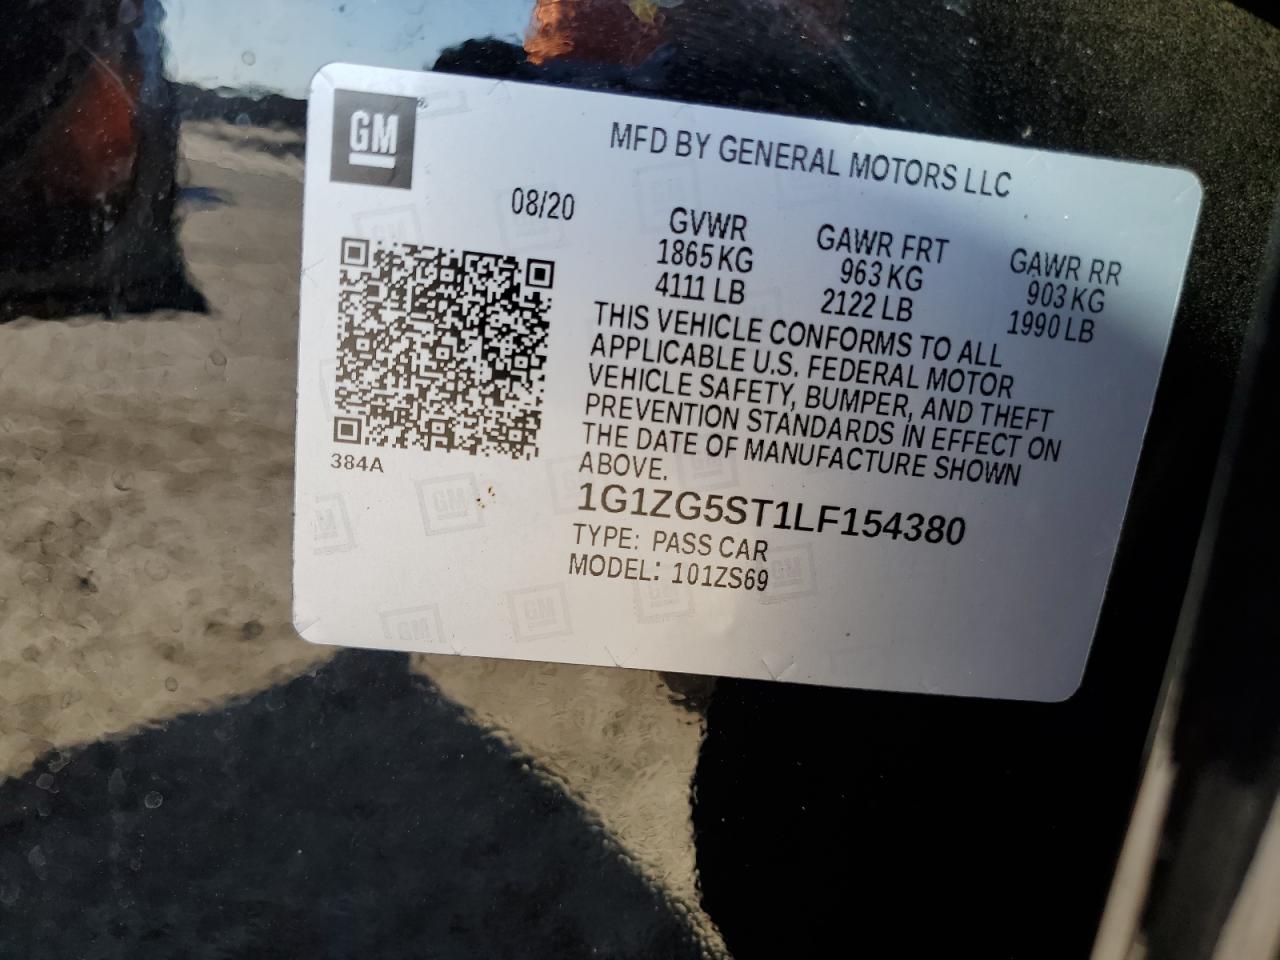 GM
MFD BY GENERAL MOTORS LLC
08/20
GVWR GAWR FRT GAWR RR
1865 KG 963 KG 903 KG
4111 LB 2122 LB 1990 LB
THIS VEHICLE CONFORMS TO ALL
APPLICABLE U.S. FEDERAL MOTOR
VEHICLE SAFETY, BUMPER, AND THEFT
PREVENTION STANDARDS IN EFFECT ON
THE DATE OF MANUFACTURE SHOWN
ABOVE.
384A
1G1ZG5ST1LF154380
TYPE: PASS CAR
MODEL: 101ZS69